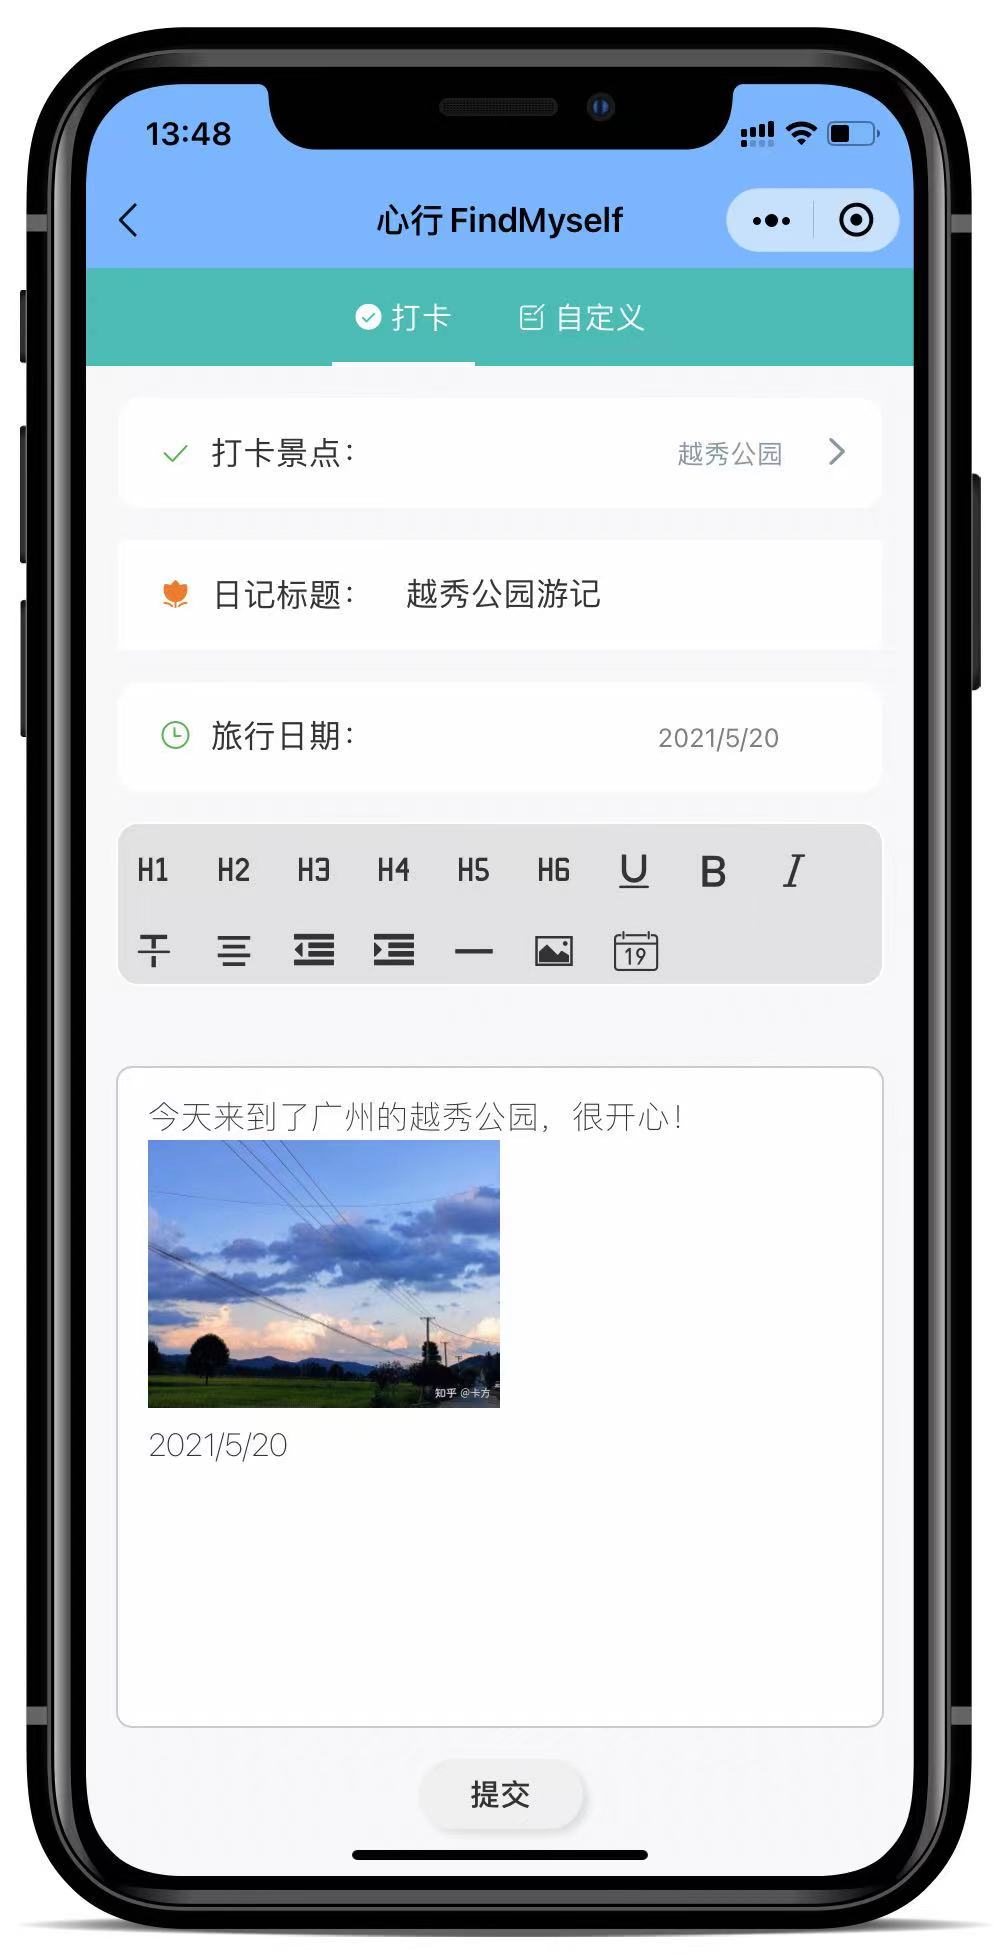 13:48
心行 FindMyself
打卡 自定义
打卡景点： 越秀公园
日记标题： 越秀公园游记
旅行日期： 2021/5/20
H1 H2 H3 H4 H5 H6 U B I
19
今天来到了广州的越秀公园，很开心！
知乎 @卡方
2021/5/20
提交